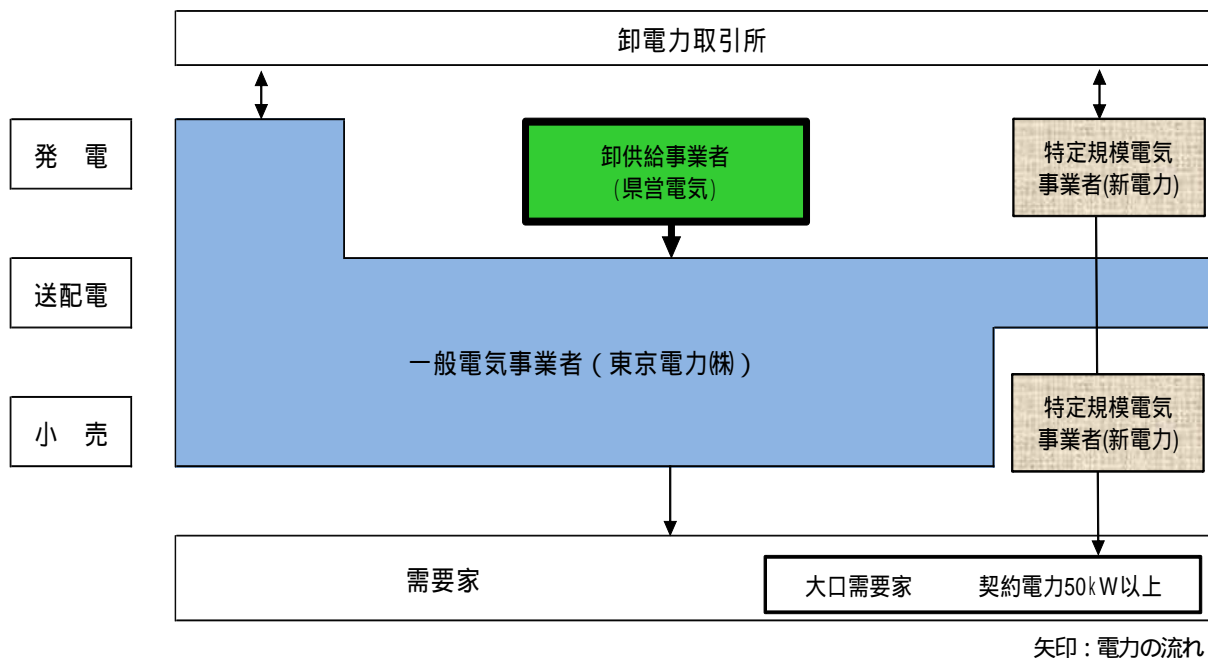 卸電力取引所
発　電
卸供給事業者
(県営電気)
特定規模電気
事業者(新電力)
送配電
一般電気事業者（東京電力㈱）
小　売
特定規模電気
事業者(新電力)
需要家
大口需要家　　契約電力50kW以上
矢印：電力の流れ